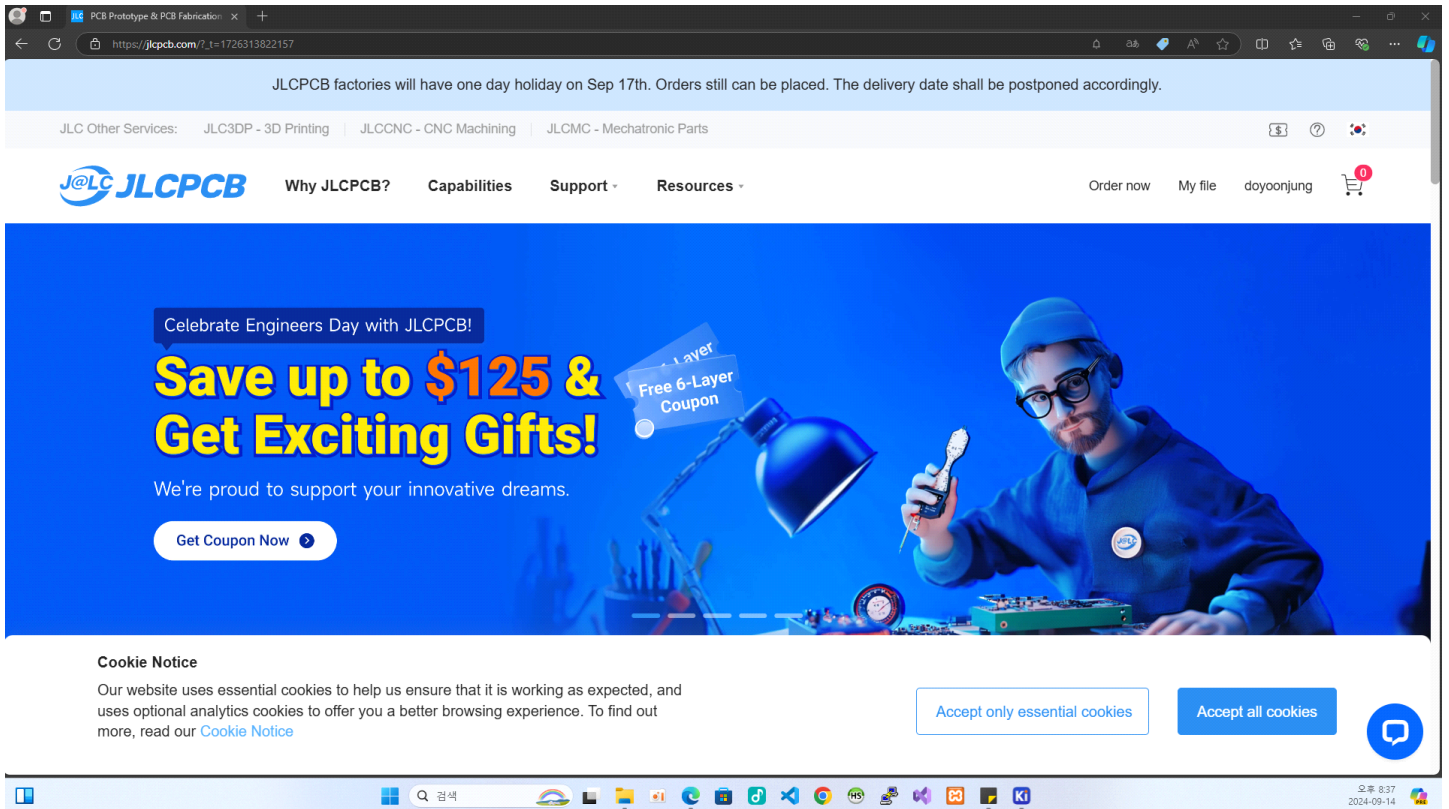 PCB Prototype & PCB Fabrication
https://jlcpcb.com/?_t=1726313822157
JLCPCB factories will have one day holiday on Sep 17th. Orders still can be placed. The delivery date shall be postponed accordingly.
JLC Other Services: JLC3DP - 3D Printing JLCCNC - CNC Machining JLCMC - Mechatronic Parts
J@LC JLCPCB Why JLCPCB? Capabilities Support Resources Order now My file doyoonjung 0
Celebrate Engineers Day with JLCPCB!
Save up to $125 &
Get Exciting Gifts!
We're proud to support your innovative dreams.
Get Coupon Now
Layer
Free 6-Layer
Coupon
J@LC
Cookie Notice
Our website uses essential cookies to help us ensure that it is working as expected, and
uses optional analytics cookies to offer you a better browsing experience. To find out
more, read our Cookie Notice
Accept only essential cookies
Accept all cookies
검색
오후 8:37
2024-09-14